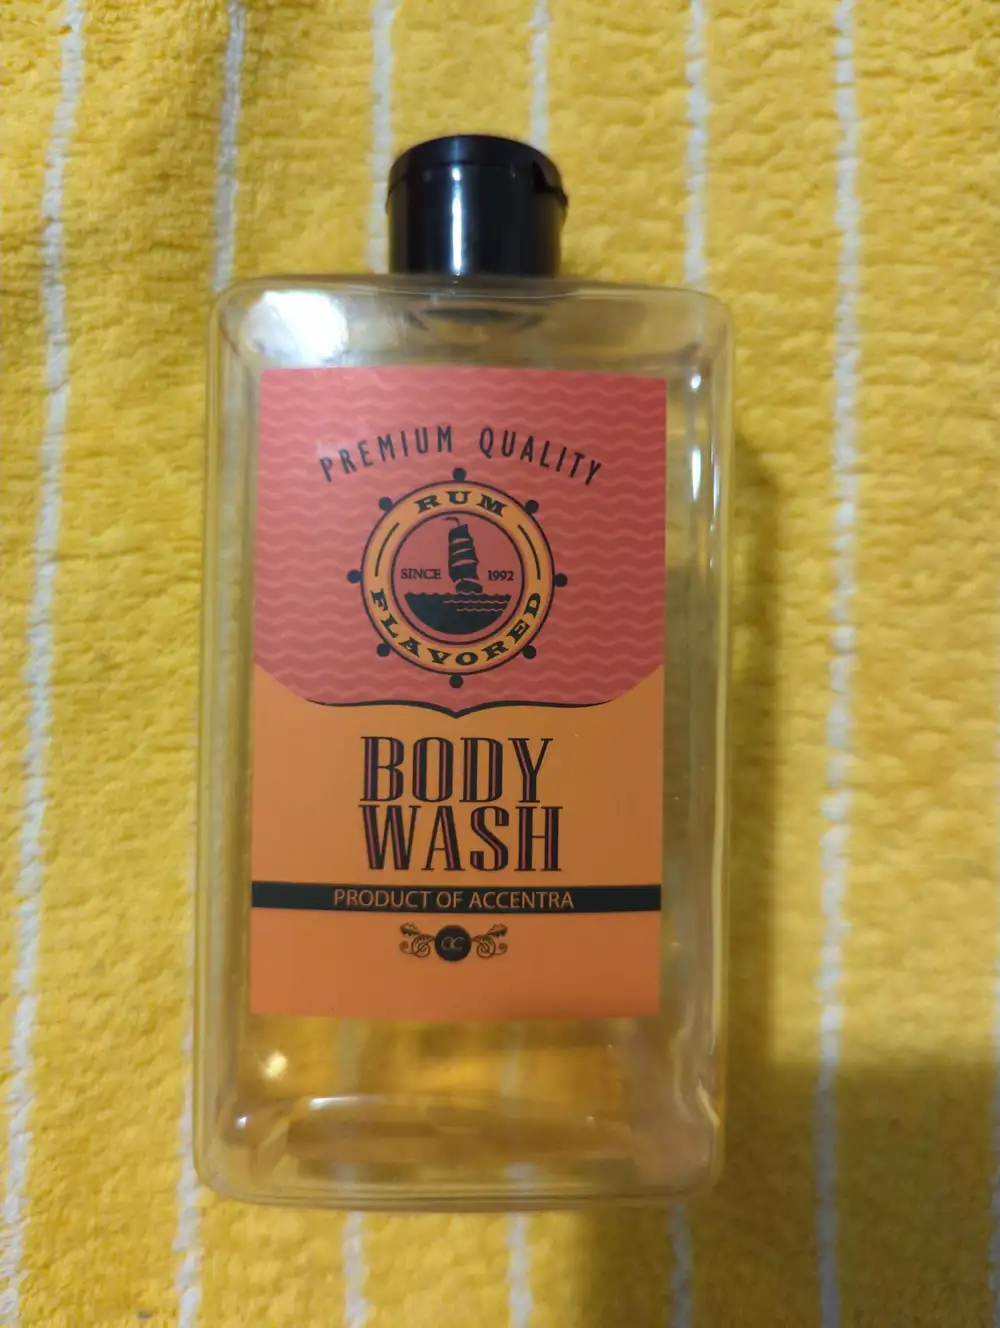 PREMIUM QUALITY
RUM
SINCE 1992
FLAVORED
BODY
WASH
PRODUCT OF ACCENTRA
ac